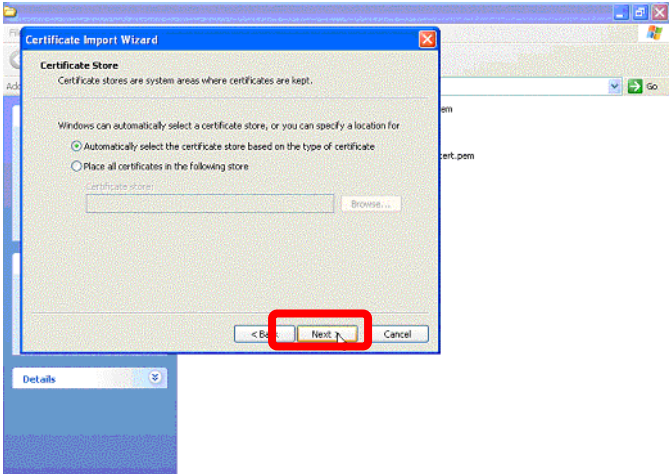 Certificate Import Wizard
Certificate Store
Certificate stores are system areas where certificates are kept.
Windows can automatically select a certificate store, or you can specify a location for
Automatically select the certificate store based on the type of certificate
Place all certificates in the following store
Certificate store:
Browse...
< Ba
Next >
Cancel
Go
em
cert.pem
Details